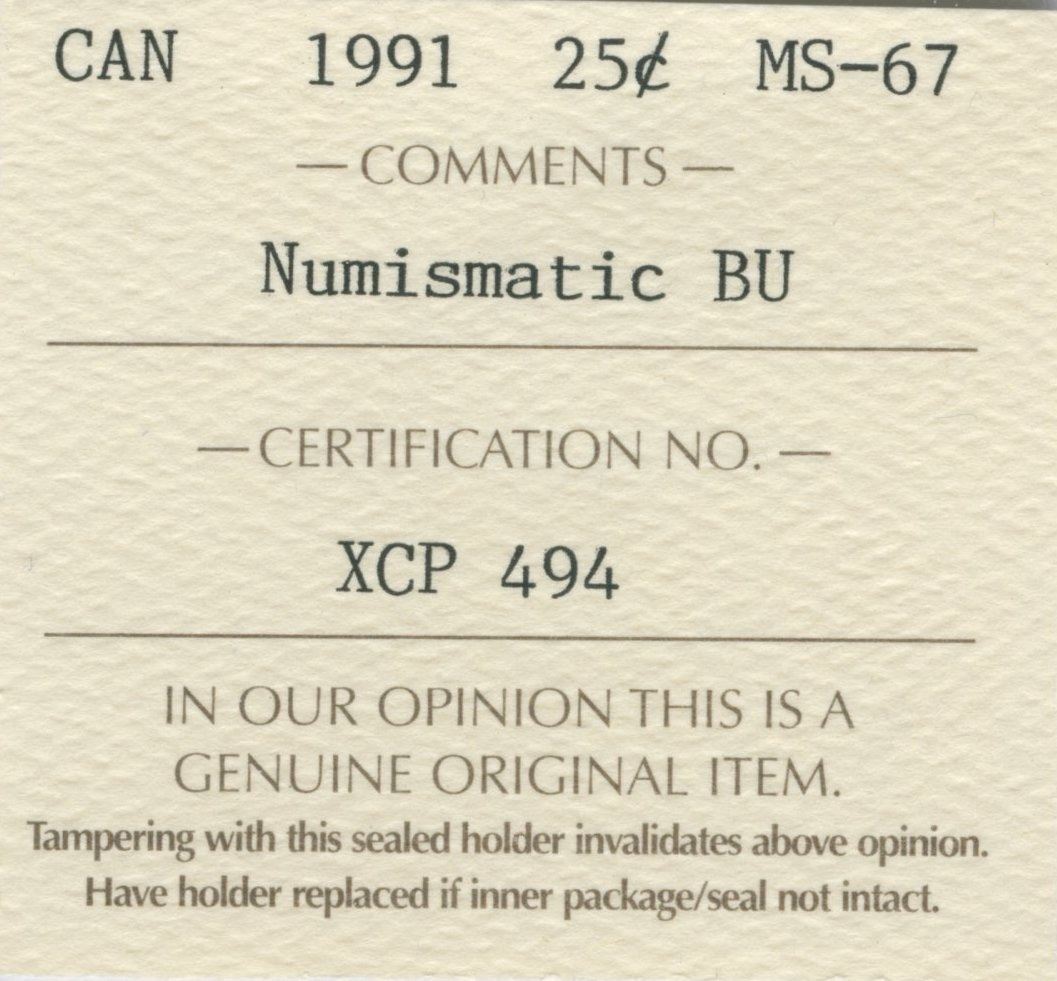 CAN 1991 25¢ MS-67
— COMMENTS —
Numismatic BU
— CERTIFICATION NO. —
XCP 494
IN OUR OPINION THIS IS A
GENUINE ORIGINAL ITEM.
Tampering with this sealed holder invalidates above opinion.
Have holder replaced if inner package/seal not intact.